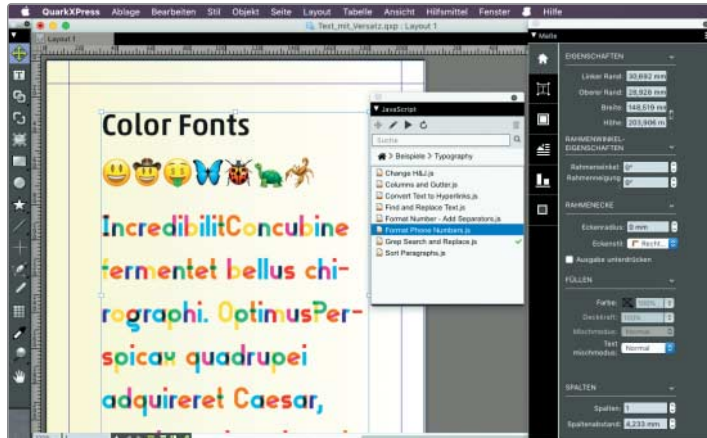 QuarkXPress Ablage Bearbeiten Stil Objekt Seite Layout Tabelle Ansicht Hilfsmittel Fenster Hilfe
Text_mit_Versatz.qxp : Layout 1
Layout 1
Color Fonts
IncredibilitConcubine
fermentet bellus chi-
rographi. OptimusPer-
spicax quadrupei
adquireret Caesar,
JavaScript
Suche
> Beispiele > Typography
Change H&J.js
Columns and Gutter.js
Convert Text to Hyperlinks.js
Find and Replace Text.js
Format Number - Add Separators.js
Format Phone Numbers.js
Grep Search and Replace.js
Sort Paragraphs.js
Maße
EIGENSCHAFTEN
Linker Rand: 30,692 mm
Oberer Rand: 28,928 mm
Breite: 148,519 mm
Höhe: 203,906 m
RAHMENWINKEL-
EIGENSCHAFTEN
Rahmenwinkel: 0°
Rahmenneigung: 0°
RAHMENECKE
Eckenradius: 0 mm
Eckenstil: Recht...
Ausgabe unterdrücken
FÜLLEN
Farbe: 100%
Deckkraft: 100%
Mischmodus: Normal
Text
mischmodus: Normal
SPALTEN
Spalten: 1
Spaltenabstand: 4,233 mm